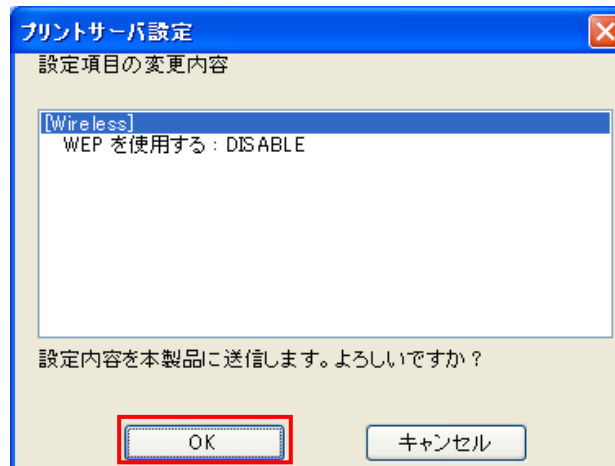 プリントサーバ設定
設定項目の変更内容
[Wireless]
WEP を使用する : DISABLE
設定内容を本製品に送信します。よろしいですか？
OK
キャンセル